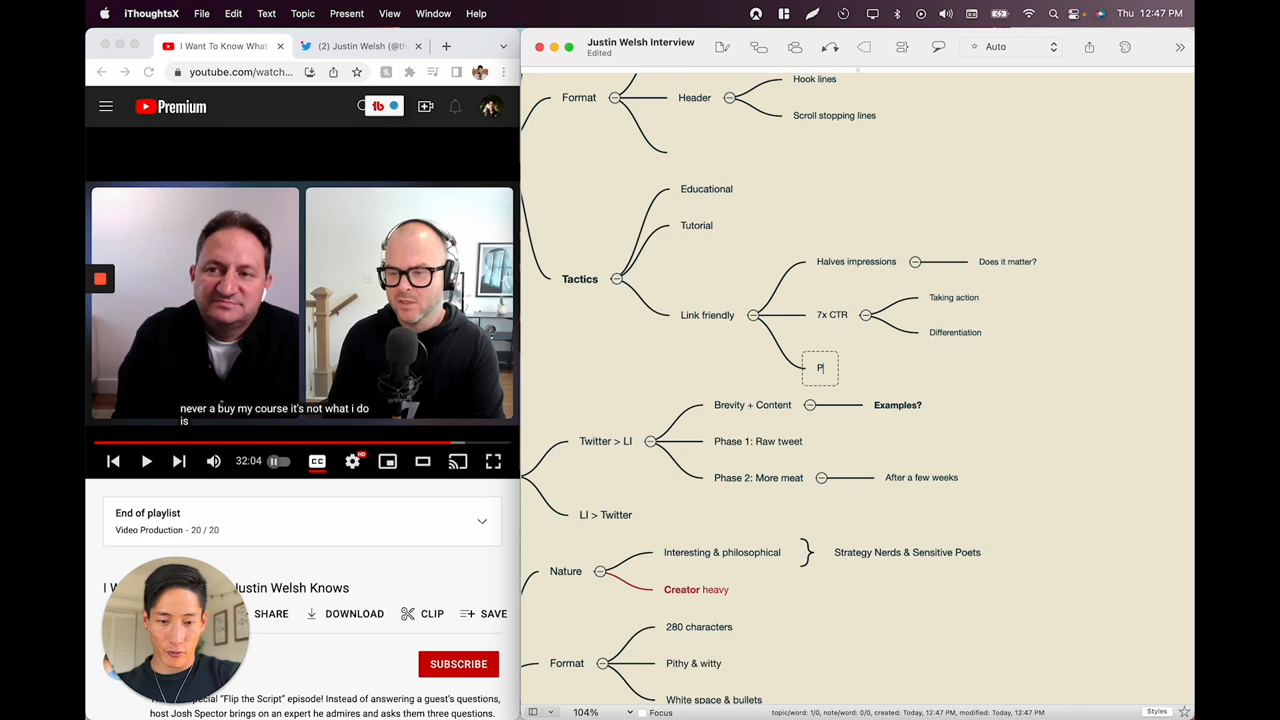 iThoughtsX File Edit Text Topic Present View Window Help
Thu 12:47 PM
I Want To Know What
(2) Justin Welsh (@th
youtube.com/watch...
Premium
never a buy my course it's not what i do
is
32:04
CC
HD
End of playlist
Video Production - 20 / 20
Justin Welsh Knows
SHARE DOWNLOAD CLIP SAVE
SUBSCRIBE
special "Flip the Script" episode! Instead of answering a guest's questions,
host Josh Spector brings on an expert he admires and asks them three questions.
Justin Welsh Interview
Edited
Auto
Format
Header
Hook lines
Scroll stopping lines
Tactics
Educational
Tutorial
Link friendly
Halves impressions
Does it matter?
7x CTR
Taking action
Differentiation
P
Twitter > LI
Brevity + Content
Examples?
Phase 1: Raw tweet
Phase 2: More meat
After a few weeks
LI > Twitter
Nature
Interesting & philosophical
Strategy Nerds & Sensitive Poets
Creator heavy
Format
280 characters
Pithy & witty
White space & bullets
104%
Focus
topic/word: 1/0, note/word: 0/0, created: Today, 12:47 PM, modified: Today, 12:47 PM
Styles